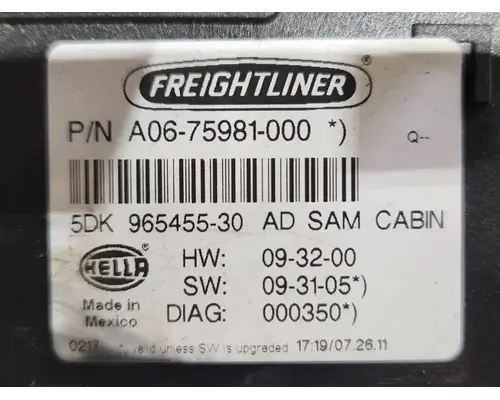 FREIGHTLINER ®
P/N A06-75981-000 *)
Q--
5DK 965455-30 AD SAM CABIN
HELLA ®
HW: 09-32-00
SW: 09-31-05*)
Made in
Mexico
DIAG: 000350*)
0217 valid unless SW is upgraded 17:19/07.26.11